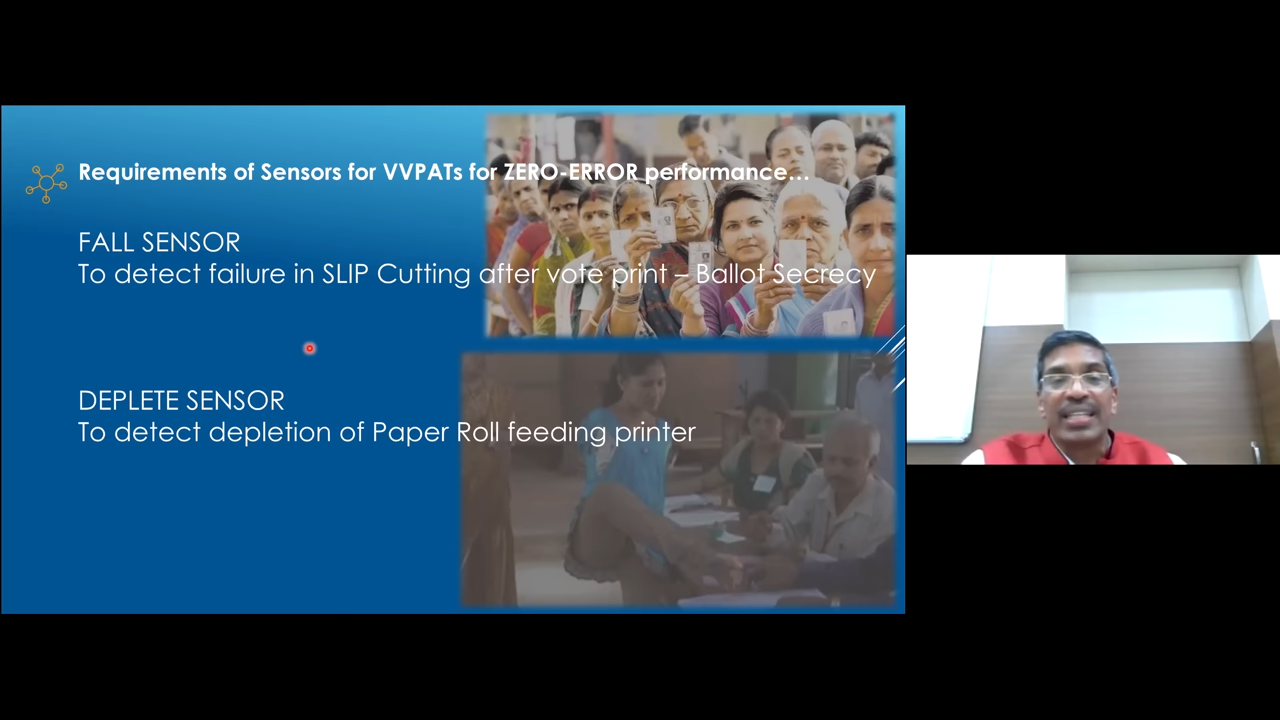 Requirements of Sensors for VVPATs for ZERO-ERROR performance…
FALL SENSOR
To detect failure in SLIP Cutting after vote print – Ballot Secrecy
DEPLETE SENSOR
To detect depletion of Paper Roll feeding printer